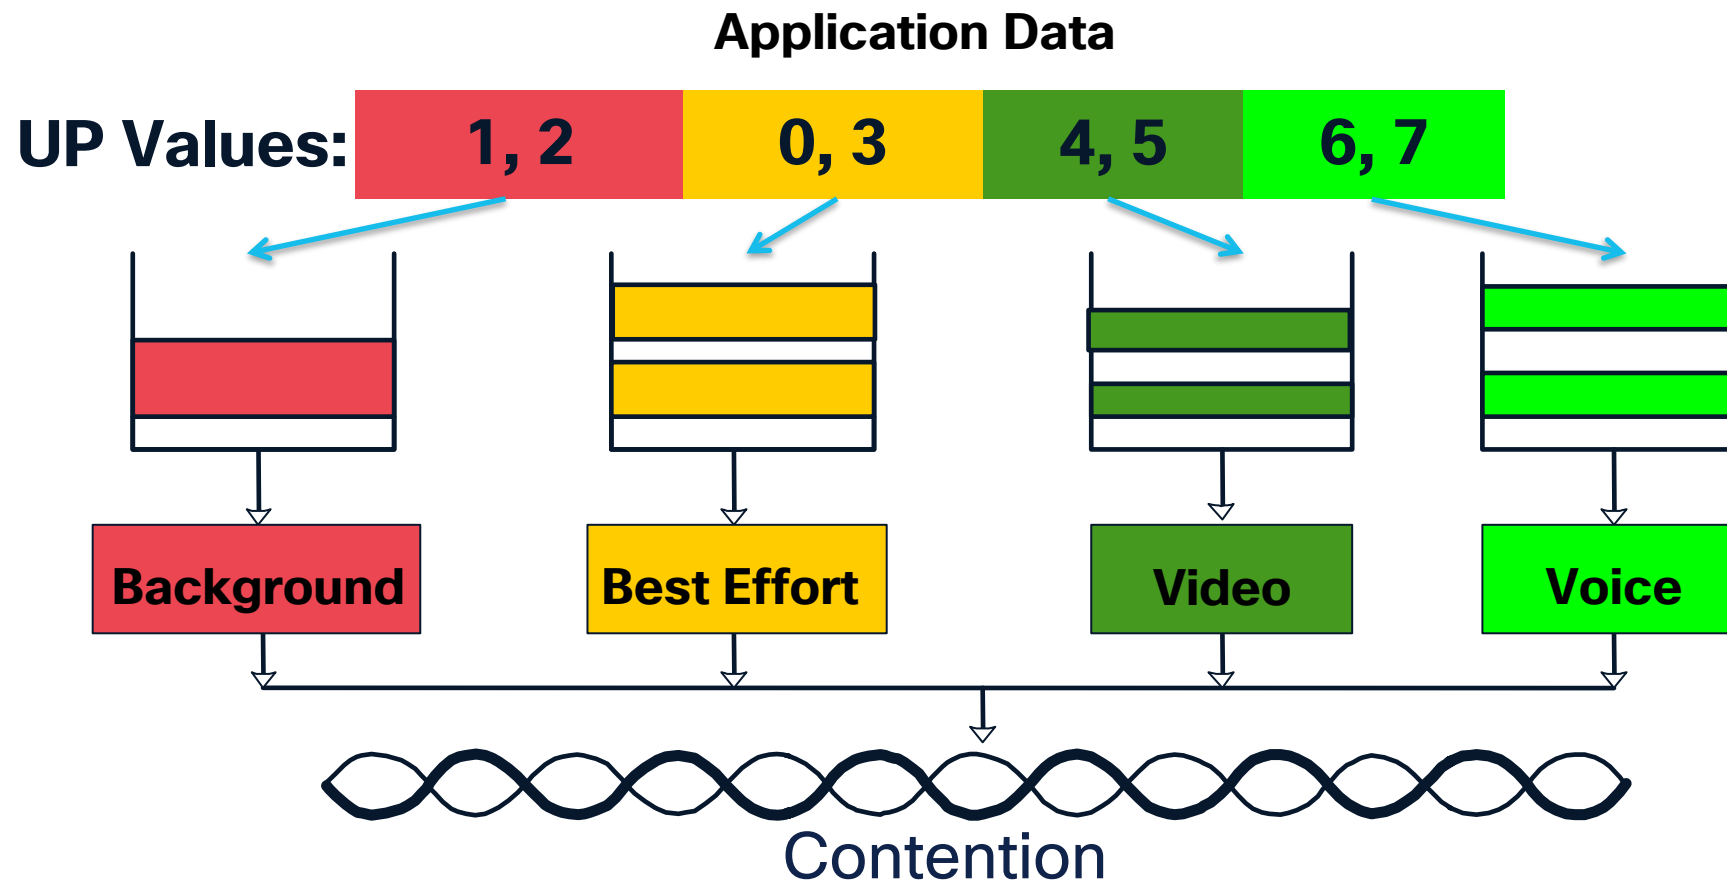 Application Data
UP Values: 1, 2 0, 3 4, 5 6, 7
Background Best Effort Video Voice
Contention